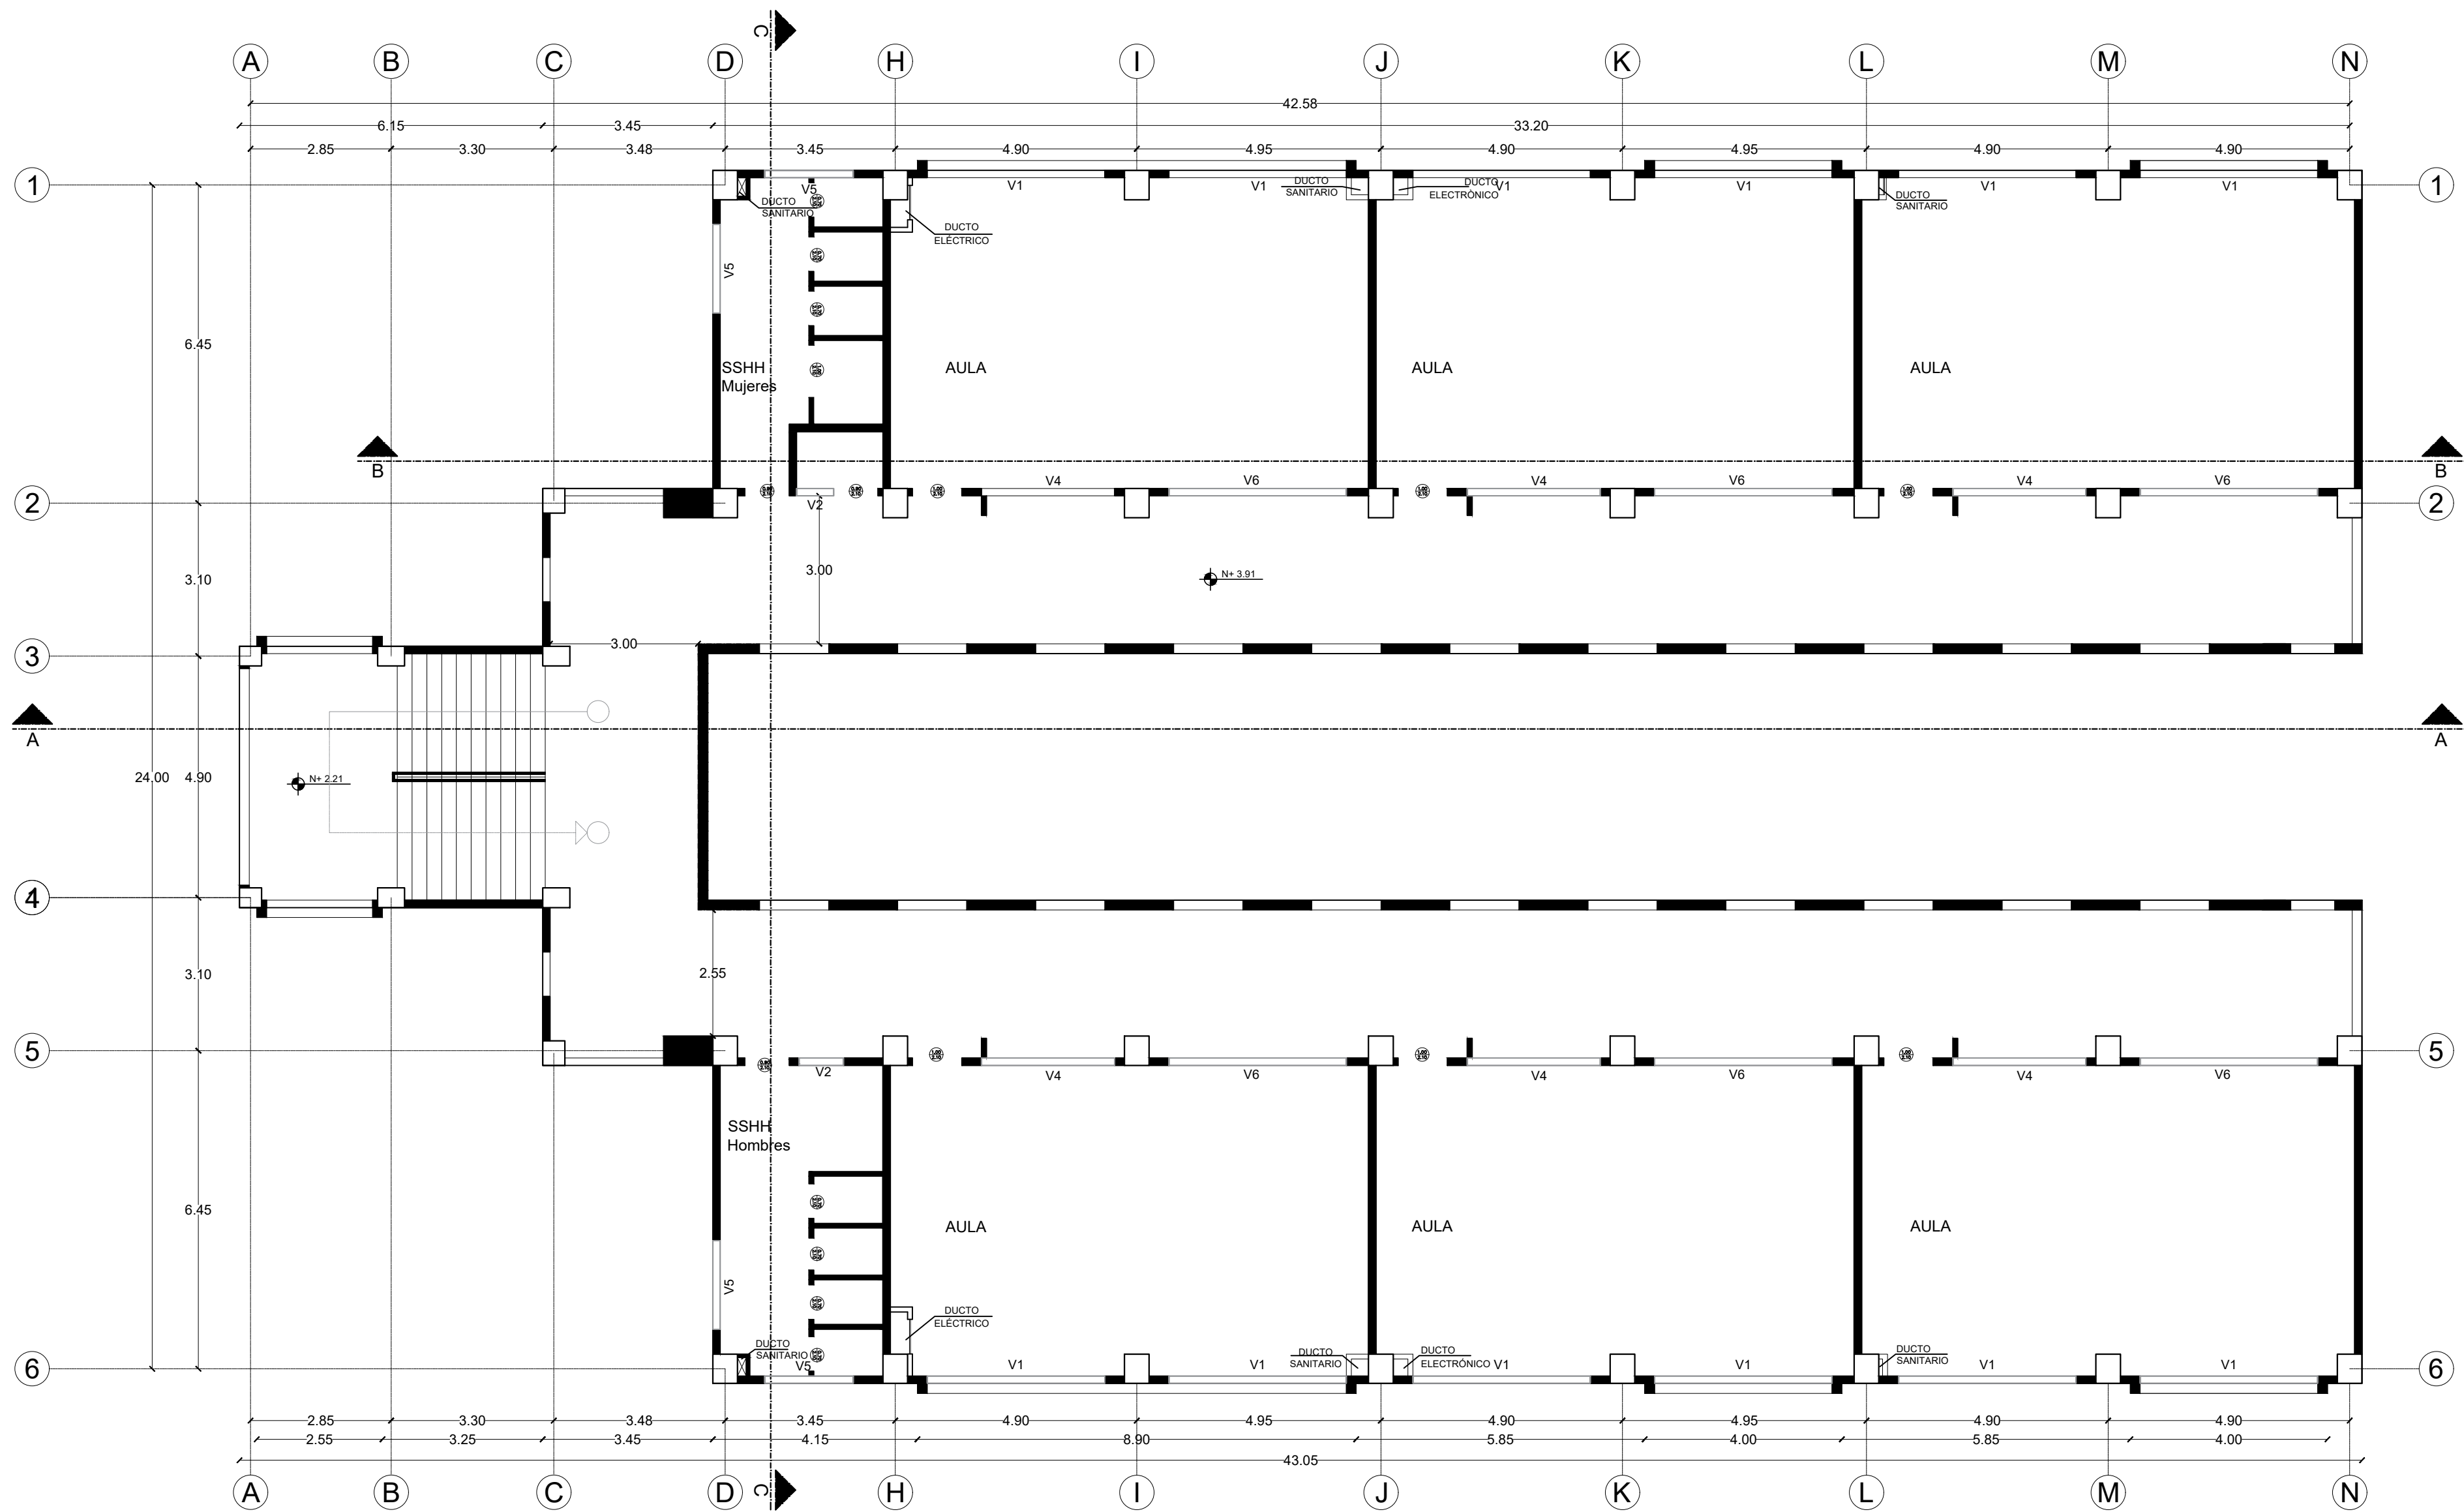 C
A B C D H I J K L M N
42.58
6.15 3.45 33.20
2.85 3.30 3.48 3.45 4.90 4.95 4.90 4.95 4.90 4.90
1 1
V5 V1 V1 V1 V1 V1 V1
DUCTO
SANITARIO
DUCTO
ELÉCTRICO
DUCTO
SANITARIO
DUCTO
ELECTRÓNICO
DUCTO
SANITARIO
V5
6.45
SSHH
Mujeres
AULA AULA AULA
B B
2 2
V2 V4 V6 V4 V6 V4 V6
3.10
3.00
N+ 3.91
3.00
3
A A
24.00 4.90
N+ 2.21
4
3.10
2.55
5 5
V2 V4 V6 V4 V6 V4 V6
SSHH
Hombres
6.45
AULA AULA AULA
V5
DUCTO
ELÉCTRICO
DUCTO
SANITARIO
DUCTO
SANITARIO
DUCTO
ELECTRÓNICO
DUCTO
SANITARIO
V5 V1 V1 V1 V1 V1 V1
6 6
2.85 3.30 3.48 3.45 4.90 4.95 4.90 4.95 4.90 4.90
2.55 3.25 3.45 4.15 8.90 5.85 4.00 5.85 4.00
43.05
A B C D H I J K L M N
C